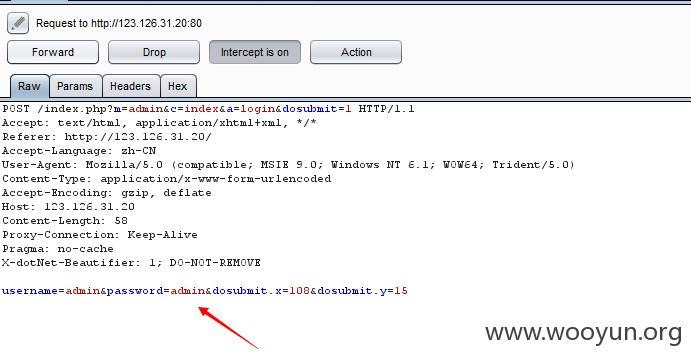 Request to http://123.126.31.20:80
Forward Drop Intercept is on Action
Raw Params Headers Hex
POST /index.php?m=admin&c=index&a=login&dosubmit=1 HTTP/1.1
Accept: text/html, application/xhtml+xml, */*
Referer: http://123.126.31.20/
Accept-Language: zh-CN
User-Agent: Mozilla/5.0 (compatible; MSIE 9.0; Windows NT 6.1; WOW64; Trident/5.0)
Content-Type: application/x-www-form-urlencoded
Accept-Encoding: gzip, deflate
Host: 123.126.31.20
Content-Length: 58
Proxy-Connection: Keep-Alive
Pragma: no-cache
X-dotNet-Beautifier: 1; DO-NOT-REMOVE
username=admin&password=admin&dosubmit.x=108&dosubmit.y=15
www.wooyun.org